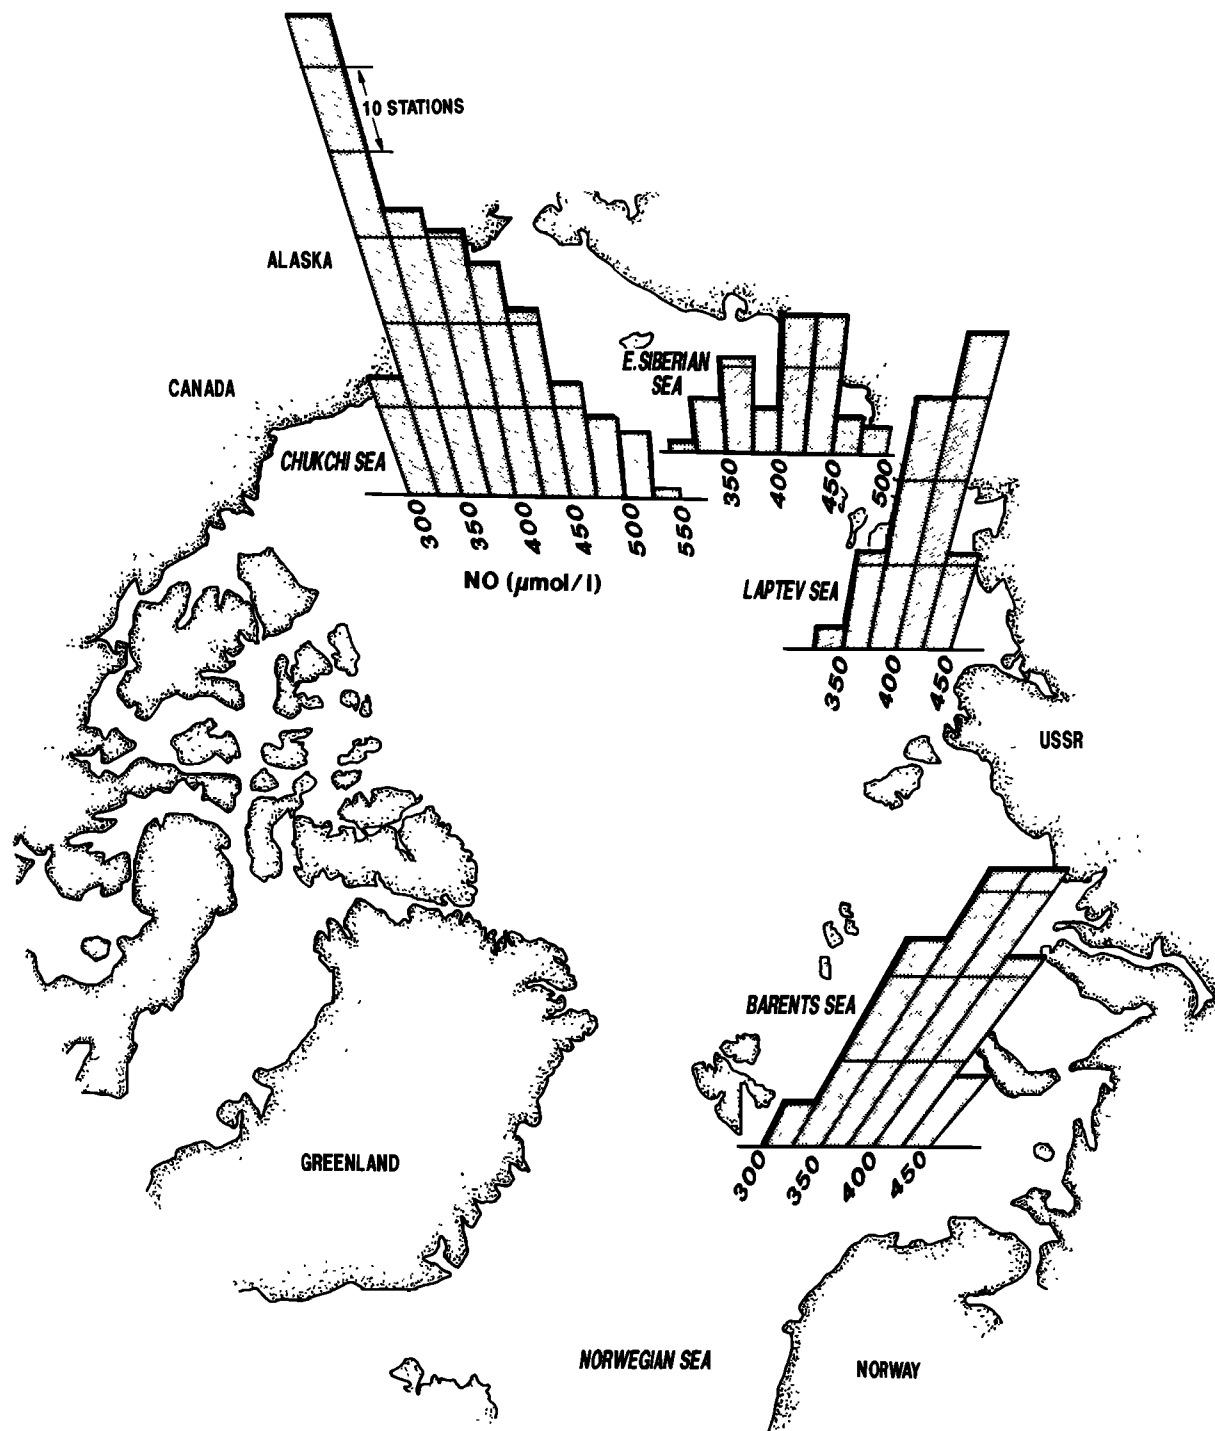 10 STATIONS
ALASKA
CANADA
E. SIBERIAN
SEA
CHUKCHI SEA
350
400
450
500
300
350
400
450
500
550
NO (μmol/l)
LAPTEV SEA
350
400
450
USSR
BARENTS SEA
300
350
400
450
GREENLAND
NORWEGIAN SEA
NORWAY